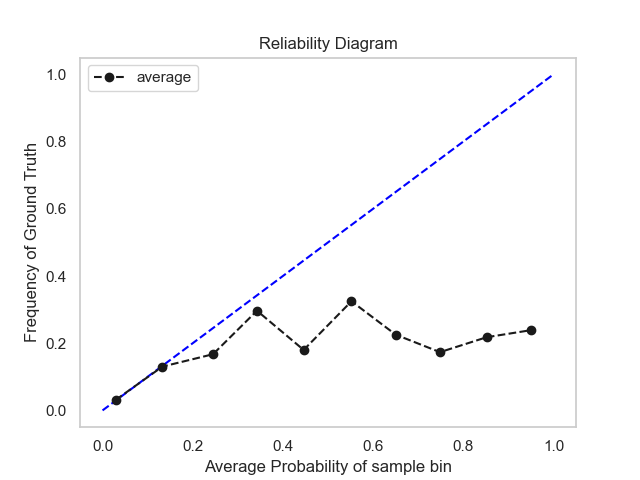 Reliability Diagram
average
Frequency of Ground Truth
1.0
0.8
0.6
0.4
0.2
0.0
0.0 0.2 0.4 0.6 0.8 1.0
Average Probability of sample bin